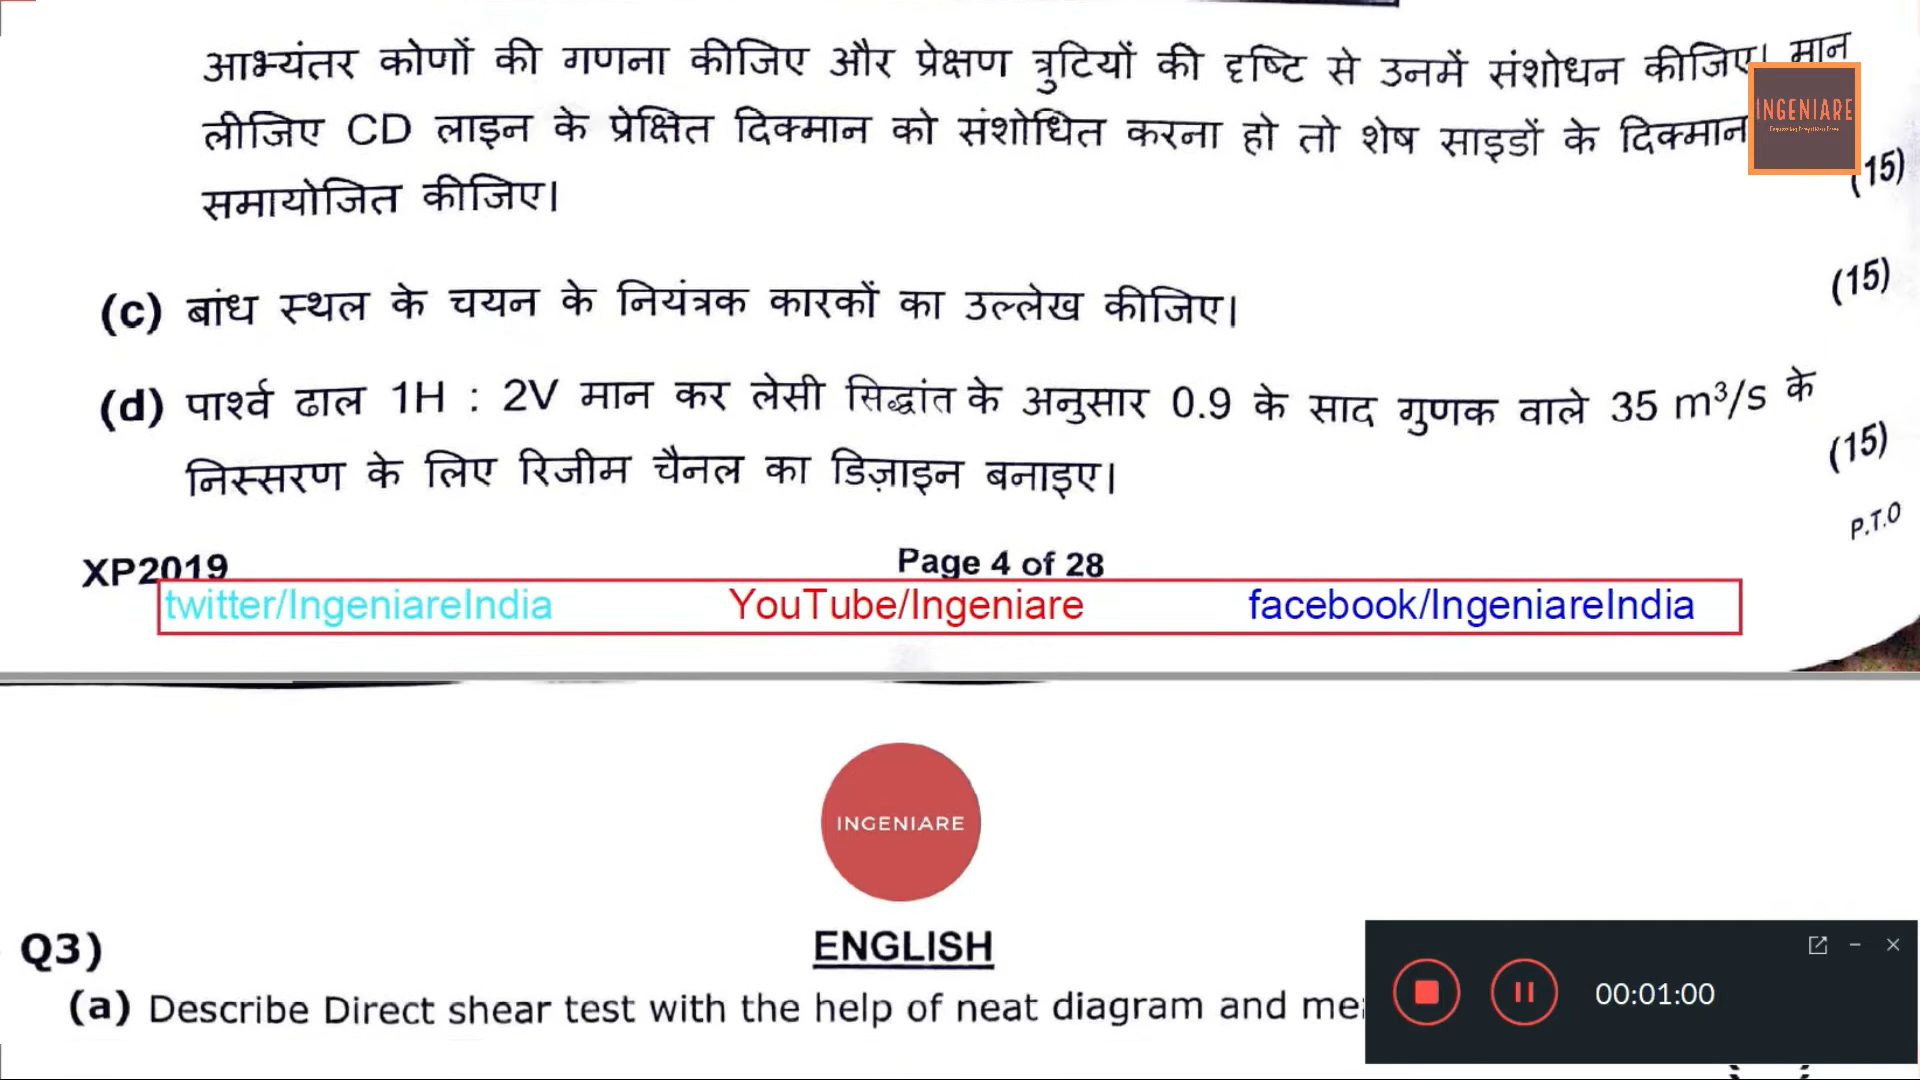 आभ्यंतर कोणों की गणना कीजिए और प्रेक्षण त्रुटियों की दृष्टि से उनमें संशोधन कीजिए। मान
INGENIARE
लीजिए CD लाइन के प्रेक्षित दिक्मान को संशोधित करना हो तो शेष साइडों के दिक्मान
समायोजित कीजिए।
(15)
(c) बांध स्थल के चयन के नियंत्रक कारकों का उल्लेख कीजिए।
(15)
(d) पार्श्व ढाल 1H : 2V मान कर लेसी सिद्धांत के अनुसार 0.9 के साद गुणक वाले 35 m³/s के
निस्सरण के लिए रिजीम चैनल का डिज़ाइन बनाइए।
(15)
P.T.O
XP2019 Page 4 of 28
twitter/IngeniareIndia YouTube/Ingeniare facebook/IngeniareIndia
INGENIARE
Q3) ENGLISH
(a) Describe Direct shear test with the help of neat diagram and
00:01:00